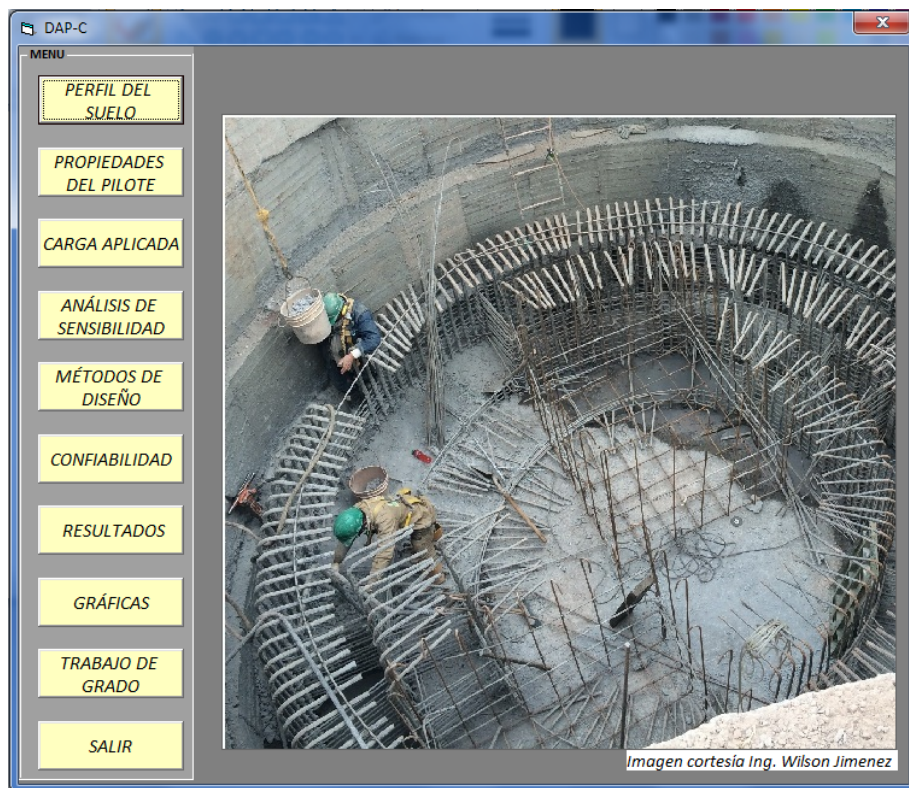 DAP-C
MENU
PERFIL DEL
SUELO
PROPIEDADES
DEL PILOTE
CARGA APLICADA
ANÁLISIS DE
SENSIBILIDAD
MÉTODOS DE
DISEÑO
CONFIABILIDAD
RESULTADOS
GRÁFICAS
TRABAJO DE
GRADO
SALIR
Imagen cortesía Ing. Wilson Jimenez